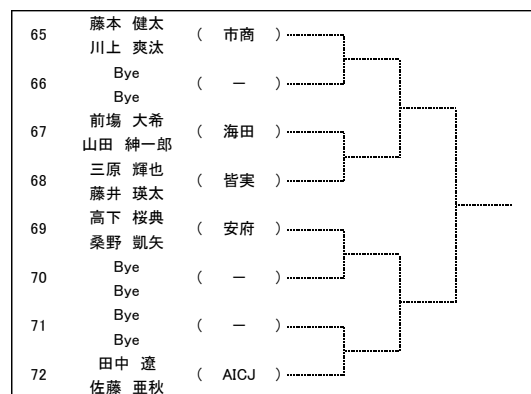 65 藤本 健太 ( 市商 )
川上 爽汰
66 Bye ( ー )
Bye
67 前塲 大希 ( 海田 )
山田 紳一郎
68 三原 輝也 ( 皆実 )
藤井 瑛太
69 高下 桜典 ( 安府 )
桑野 凱矢
70 Bye ( ー )
Bye
71 Bye ( ー )
Bye
72 田中 遼 ( AICJ )
佐藤 亜秋